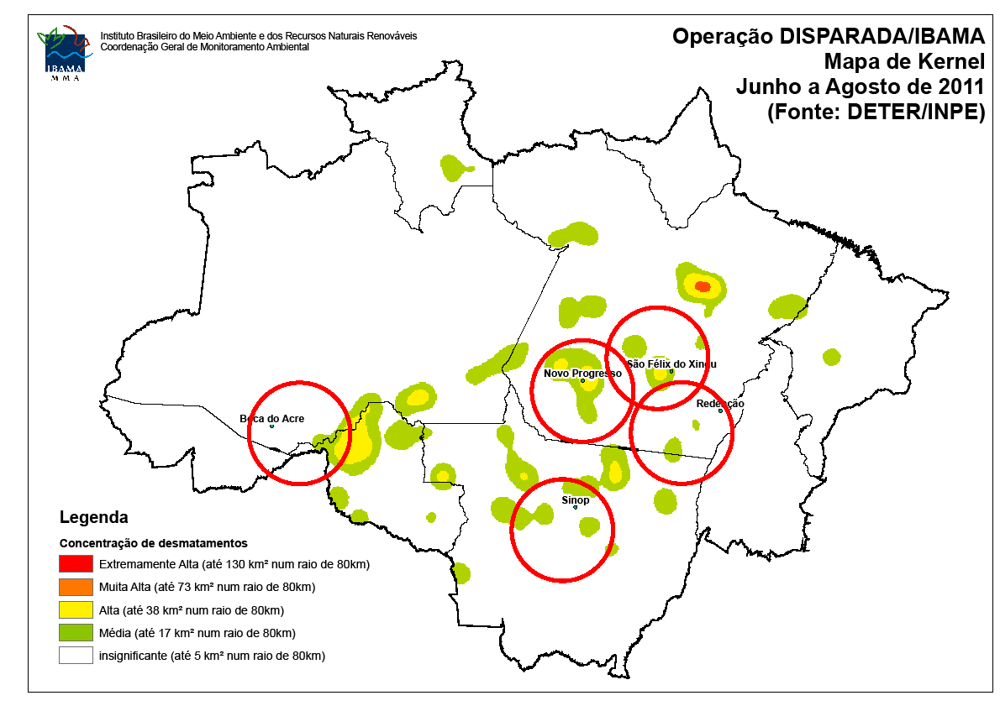 Instituto Brasileiro do Meio Ambiente e dos Recursos Naturais Renováveis
Coordenação Geral de Monitoramento Ambiental
IBAMA
MMA
Operação DISPARADA/IBAMA
Mapa de Kernel
Junho a Agosto de 2011
(Fonte: DETER/INPE)
São Félix do Xingu
Novo Progresso
Redenção
Boca do Acre
Sinop
Legenda
Concentração de desmatamentos
Extremamente Alta (até 130 km² num raio de 80km)
Muita Alta (até 73 km² num raio de 80km)
Alta (até 38 km² num raio de 80km)
Média (até 17 km² num raio de 80km)
insignificante (até 5 km² num raio de 80km)